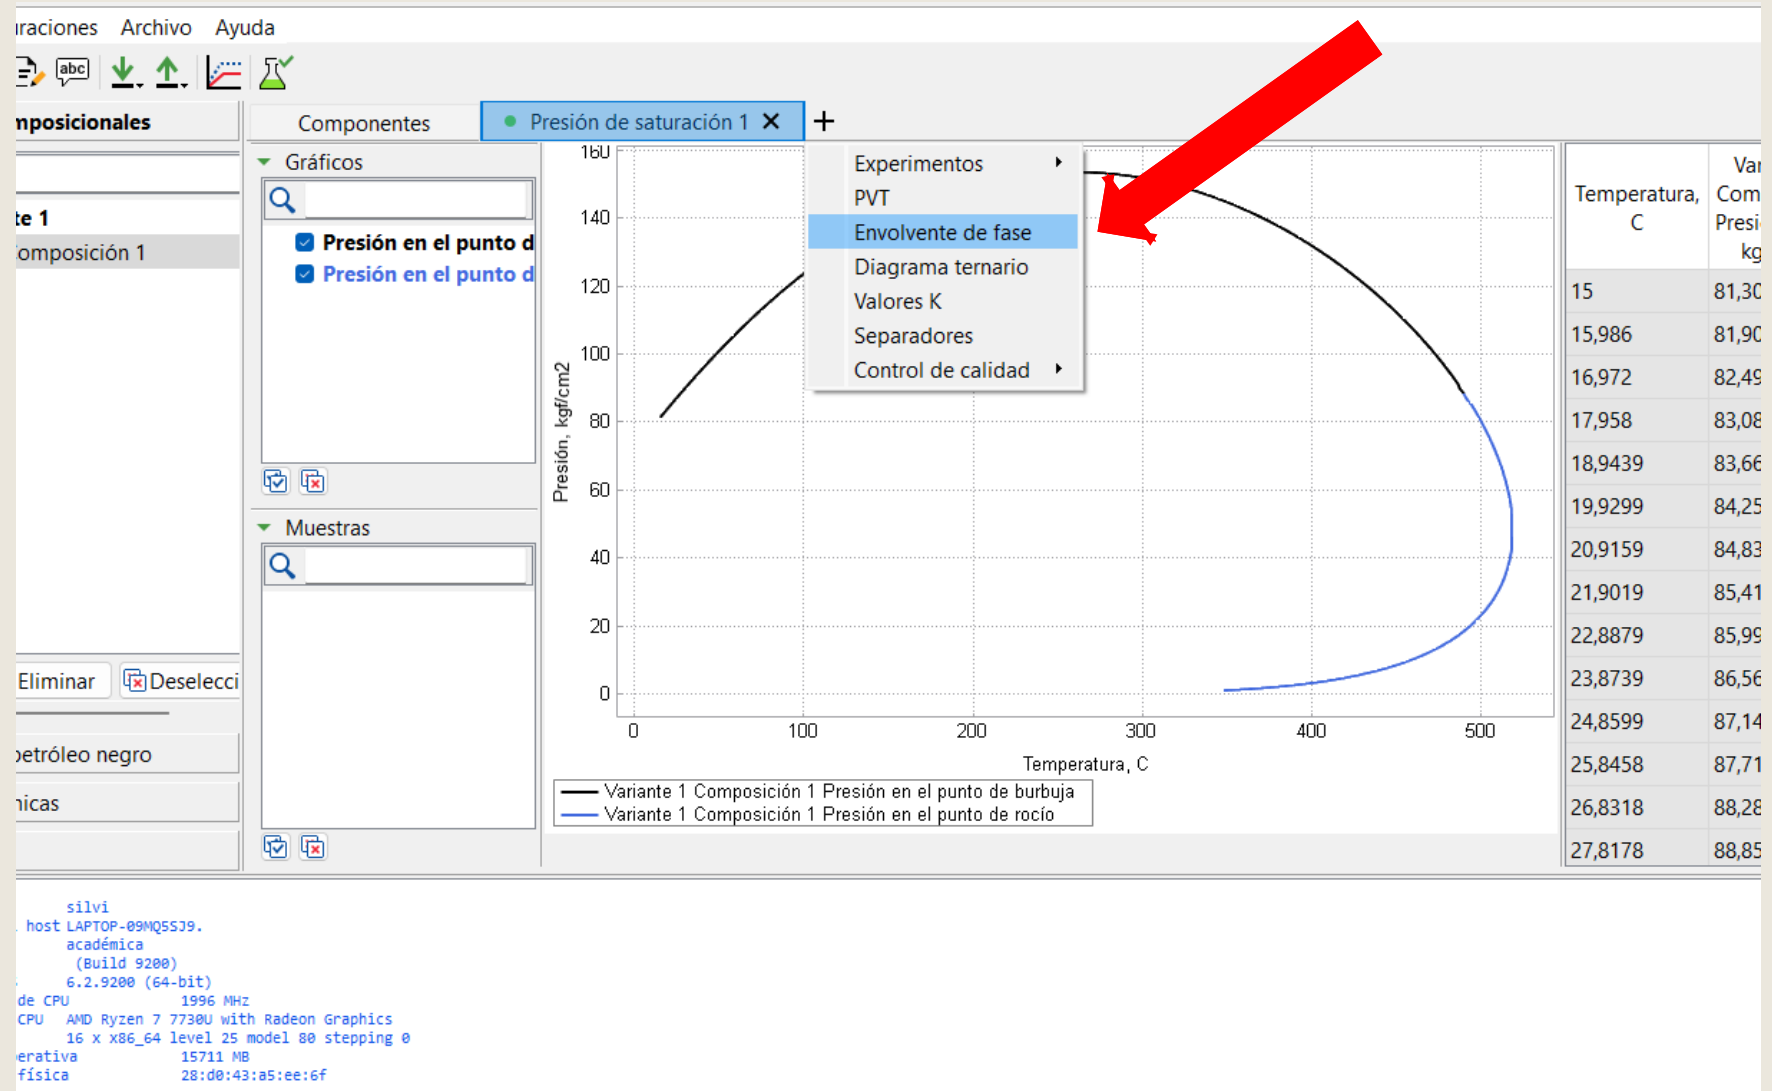 uraciones Archivo Ayuda
abc
mposicionales
Componentes
Presión de saturación 1
Gráficos
te 1
omposición 1
Presión en el punto d
Presión en el punto d
Muestras
Eliminar
Deselecci
petróleo negro
nicas
Experimentos
PVT
Envolvente de fase
Diagrama ternario
Valores K
Separadores
Control de calidad
160
140
120
100
80
60
40
20
0
Presión, kgf/cm2
0 100 200 300 400 500
Temperatura, C
Variante 1 Composición 1 Presión en el punto de burbuja
Variante 1 Composición 1 Presión en el punto de rocío
Temperatura,
C
Var
Com
Presi
kg
15 81,30
15,986 81,90
16,972 82,49
17,958 83,08
18,9439 83,66
19,9299 84,25
20,9159 84,83
21,9019 85,41
22,8879 85,99
23,8739 86,56
24,8599 87,14
25,8458 87,71
26,8318 88,28
27,8178 88,85
silvi
host LAPTOP-09MQ5SJ9.
académica
(Build 9200)
6.2.9200 (64-bit)
de CPU 1996 MHz
CPU AMD Ryzen 7 7730U with Radeon Graphics
16 x x86_64 level 25 model 80 stepping 0
erativa 15711 MB
física 28:d0:43:a5:ee:6f